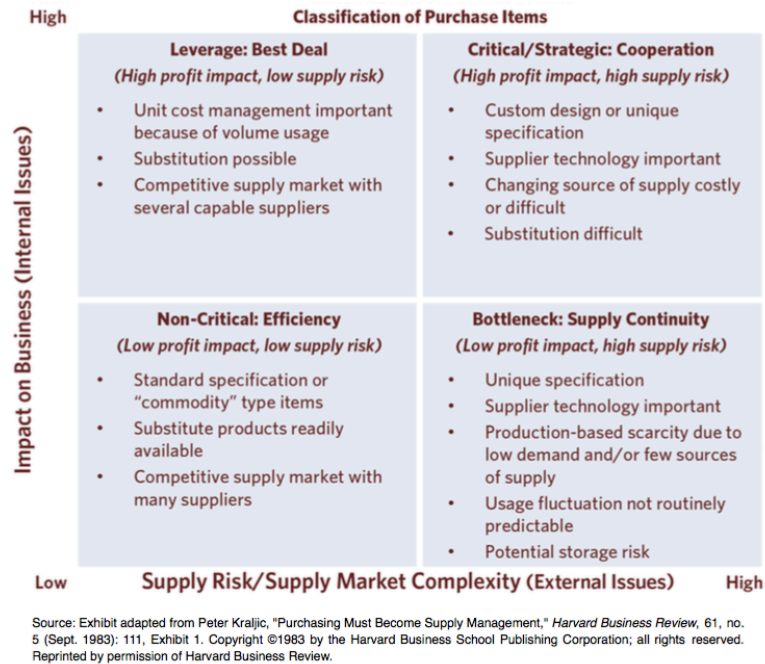 High
Classification of Purchase Items
Leverage: Best Deal
(High profit impact, low supply risk)
• Unit cost management important
because of volume usage
• Substitution possible
• Competitive supply market with
several capable suppliers
Critical/Strategic: Cooperation
(High profit impact, high supply risk)
• Custom design or unique
specification
• Supplier technology important
• Changing source of supply costly
or difficult
• Substitution difficult
Impact on Business (Internal Issues)
Non-Critical: Efficiency
(Low profit impact, low supply risk)
• Standard specification or
“commodity” type items
• Substitute products readily
available
• Competitive supply market with
many suppliers
Bottleneck: Supply Continuity
(Low profit impact, high supply risk)
• Unique specification
• Supplier technology important
• Production-based scarcity due to
low demand and/or few sources
of supply
• Usage fluctuation not routinely
predictable
• Potential storage risk
Low
Supply Risk/Supply Market Complexity (External Issues)
High
Source: Exhibit adapted from Peter Kraljic, "Purchasing Must Become Supply Management," Harvard Business Review, 61, no.
5 (Sept. 1983): 111, Exhibit 1. Copyright ©1983 by the Harvard Business School Publishing Corporation; all rights reserved.
Reprinted by permission of Harvard Business Review.